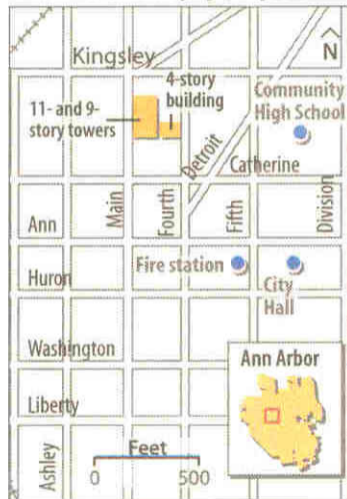 Kingsley
N
4-story
building
Community
High School
11- and 9-
story towers
Detroit
Catherine
Main
Fourth
Fifth
Division
Ann
Fire station
Huron
City
Hall
Washington
Ann Arbor
Liberty
Ashley
Feet
0 500